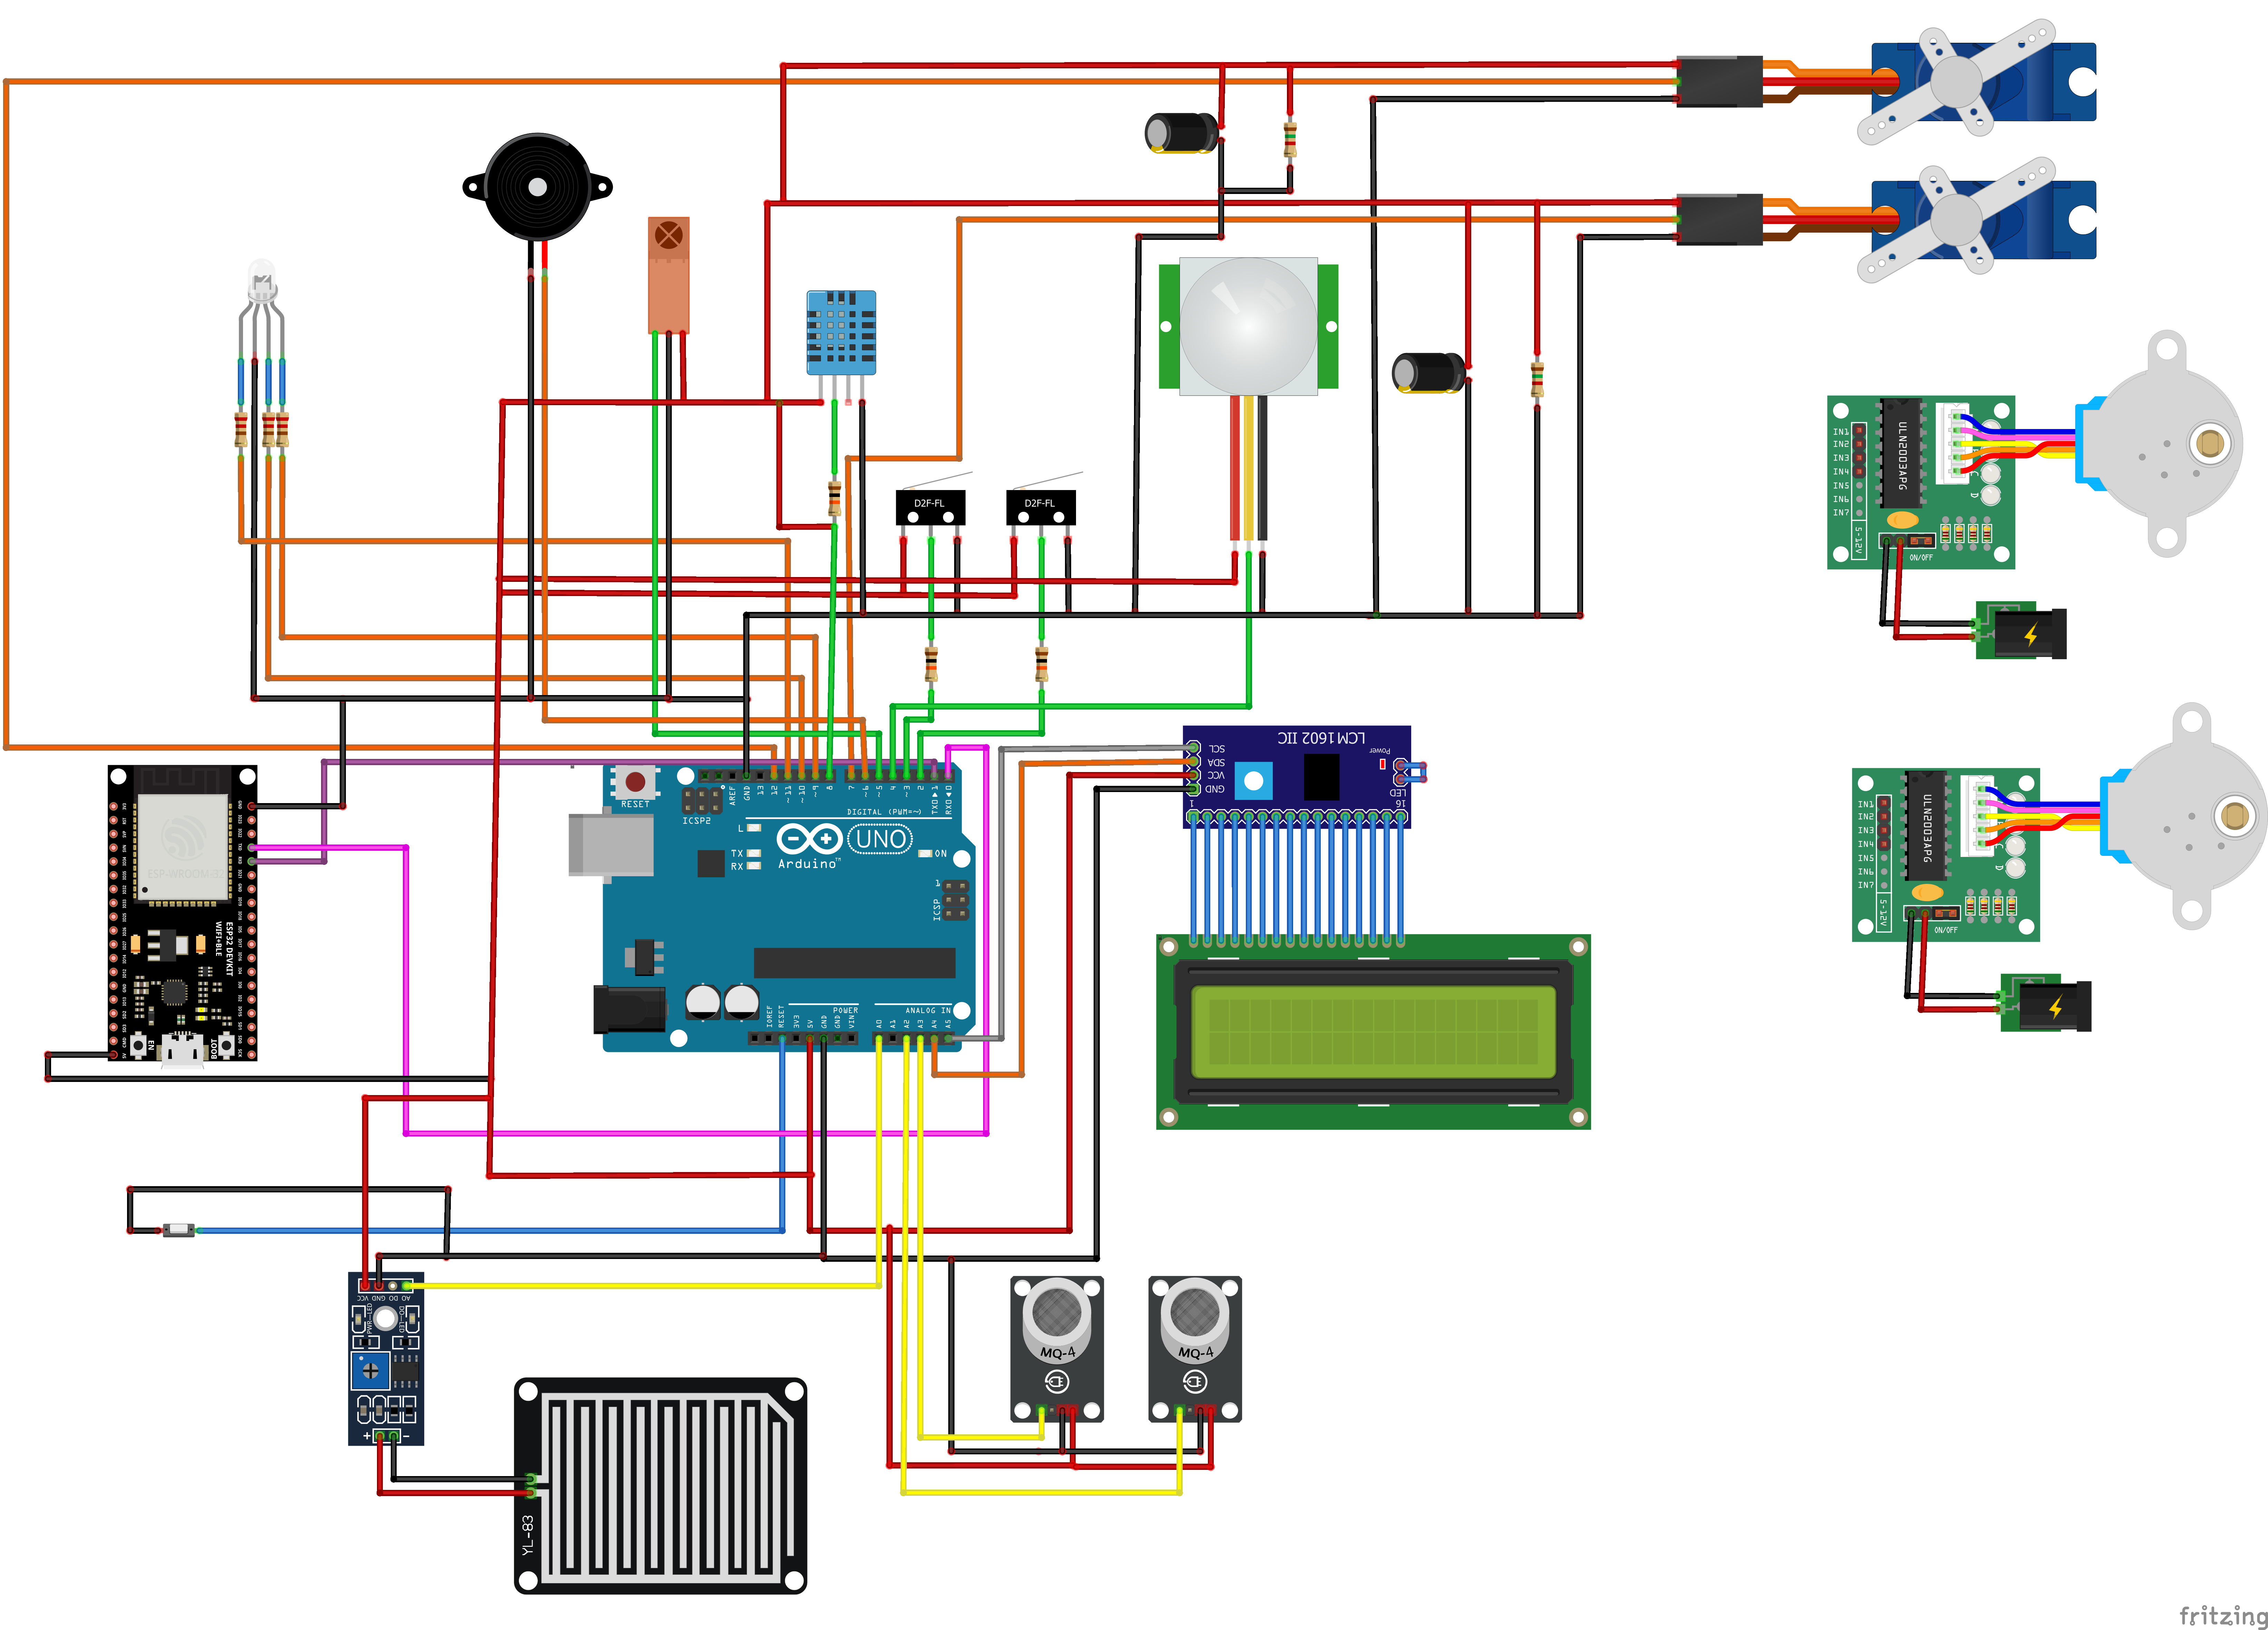 D2F-FL
D2F-FL
ULN2003APG
IN1
IN2
IN3
IN4
IN5
IN6
IN7
5-12V
C
D
ON/OFF
LCM1602 IIC
SCL
SDA
VCC
GND
Power
LED
1
16
RESET
ICSP2
AREF
GND
13
12
~11
~10
~9
8
7
~6
~5
4
~3
2
TX0▶1
RX0◀0
DIGITAL (PWM=~)
L
TX
RX
UNO
Arduino™
ON
1
ICSP
IOREF
RESET
3V3
5V
GND
GND
VIN
POWER
ANALOG IN
A0
A1
A2
A3
A4
A5
ESP-WROOM-32
ESP32 DEVKIT
WIFI+BLE
EN
BOOT
ULN2003APG
IN1
IN2
IN3
IN4
IN5
IN6
IN7
5-12V
C
D
ON/OFF
VCC
GND
DO
AO
PWR-LED
DO-LED
+
-
YL-83
MQ-4
MQ-4
fritzing